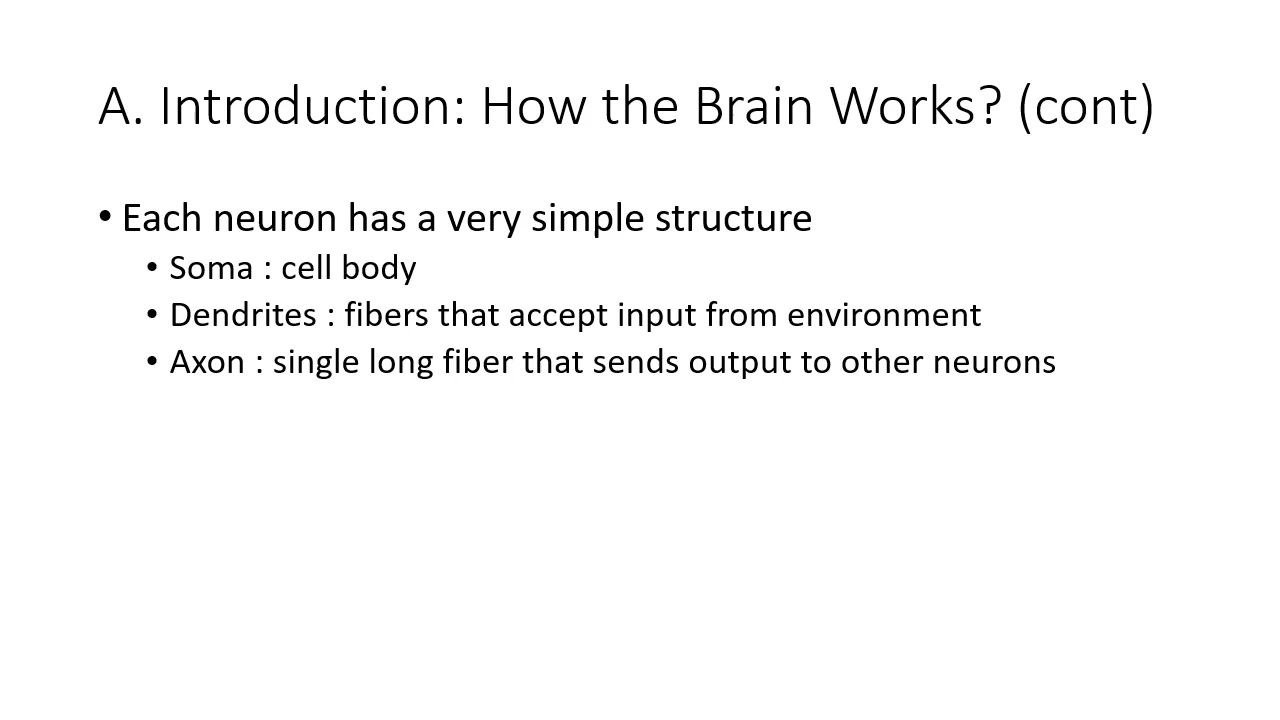 A. Introduction: How the Brain Works? (cont)
• Each neuron has a very simple structure
• Soma : cell body
• Dendrites : fibers that accept input from environment
• Axon : single long fiber that sends output to other neurons